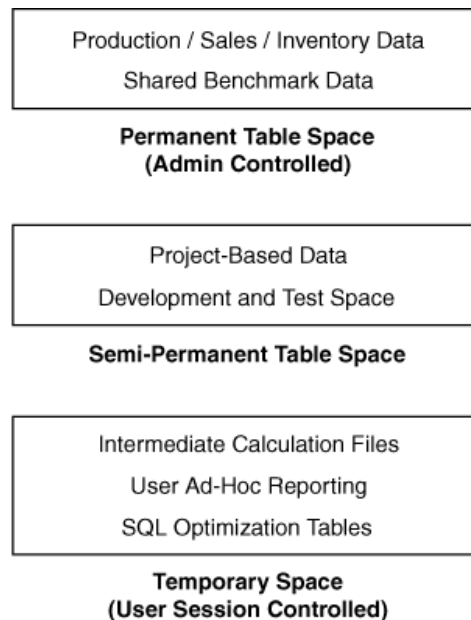 Production / Sales / Inventory Data
Shared Benchmark Data
Permanent Table Space
(Admin Controlled)
Project-Based Data
Development and Test Space
Semi-Permanent Table Space
Intermediate Calculation Files
User Ad-Hoc Reporting
SQL Optimization Tables
Temporary Space
(User Session Controlled)